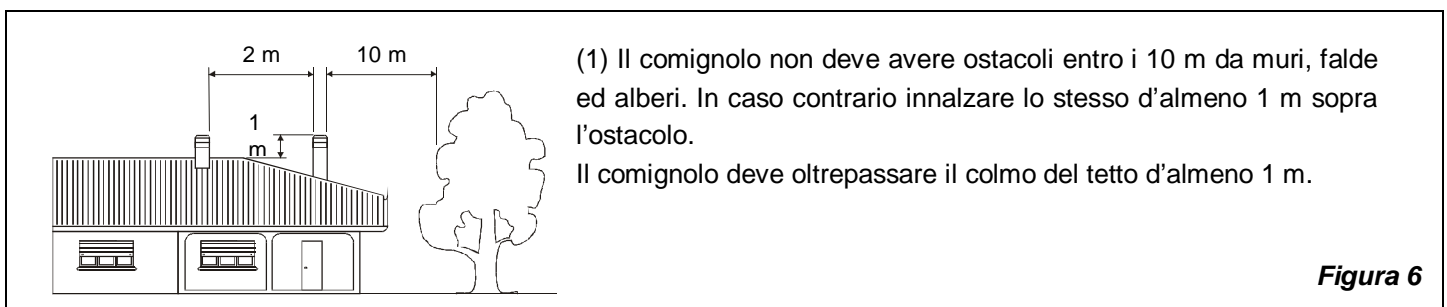 2 m
10 m
1
m
(1) Il comignolo non deve avere ostacoli entro i 10 m da muri, falde
ed alberi. In caso contrario innalzare lo stesso d’almeno 1 m sopra
l’ostacolo.
Il comignolo deve oltrepassare il colmo del tetto d’almeno 1 m.
Figura 6